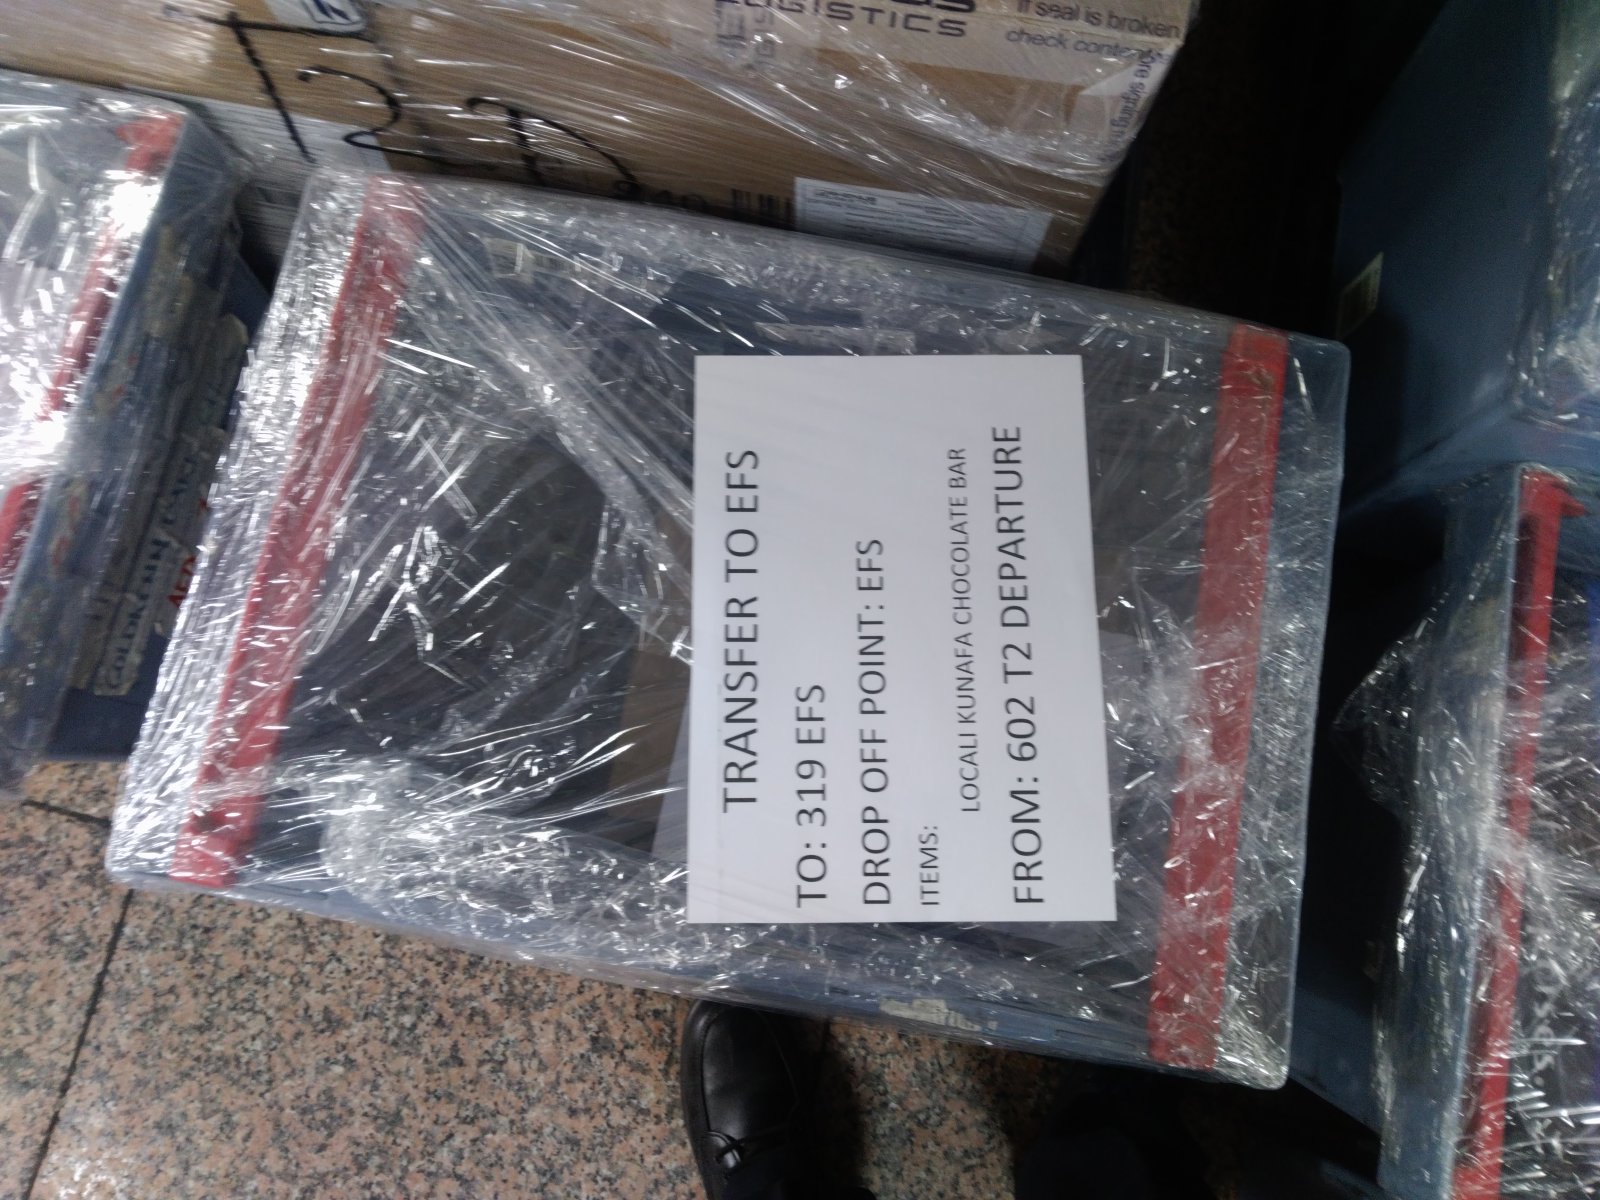 LOGISTICS
If seal is broken
check content
TRANSFER TO EFS
TO: 319 EFS
DROP OFF POINT: EFS
ITEMS:
LOCALI KUNAFA CHOCOLATE BAR
FROM: 602 T2 DEPARTURE